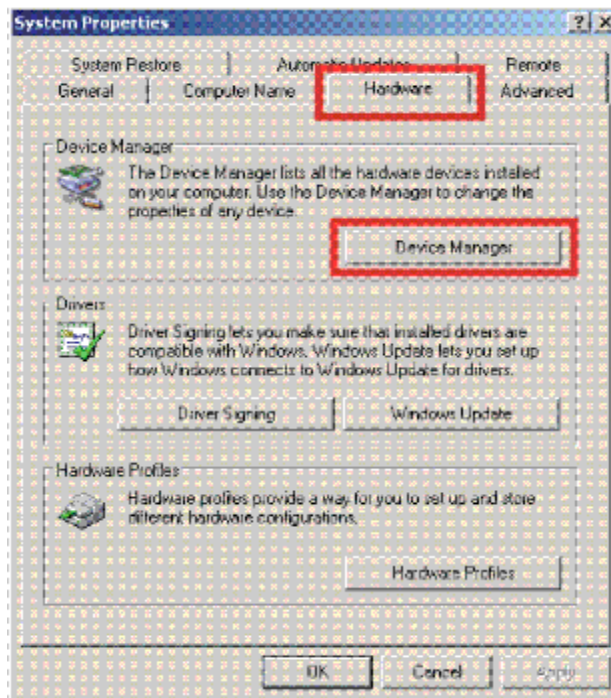 System Properties
System Restore Automatic Updates Remote
General Computer Name Hardware Advanced
Device Manager
The Device Manager lists all the hardware devices installed
on your computer. Use the Device Manager to change the
properties of any device.
Device Manager
Drivers
Driver Signing lets you make sure that installed drivers are
compatible with Windows. Windows Update lets you set up
how Windows connects to Windows Update for drivers.
Driver Signing Windows Update
Hardware Profiles
Hardware profiles provide a way for you to set up and store
different hardware configurations.
Hardware Profiles
OK Cancel Apply